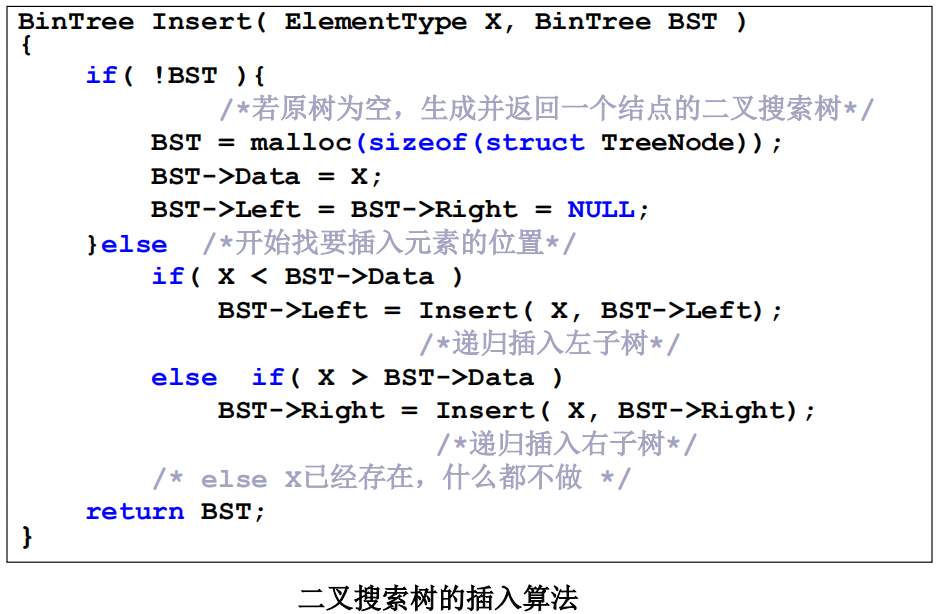 BinTree Insert( ElementType X, BinTree BST )
{
    if( !BST ){
            /*若原树为空，生成并返回一个结点的二叉搜索树*/
        BST = malloc(sizeof(struct TreeNode));
        BST->Data = X;
        BST->Left = BST->Right = NULL;
    }else  /*开始找要插入元素的位置*/
        if( X < BST->Data )
            BST->Left = Insert( X, BST->Left);
                        /*递归插入左子树*/
        else  if( X > BST->Data )
            BST->Right = Insert( X, BST->Right);
                         /*递归插入右子树*/
        /* else X已经存在，什么都不做 */
    return BST;
}
二叉搜索树的插入算法